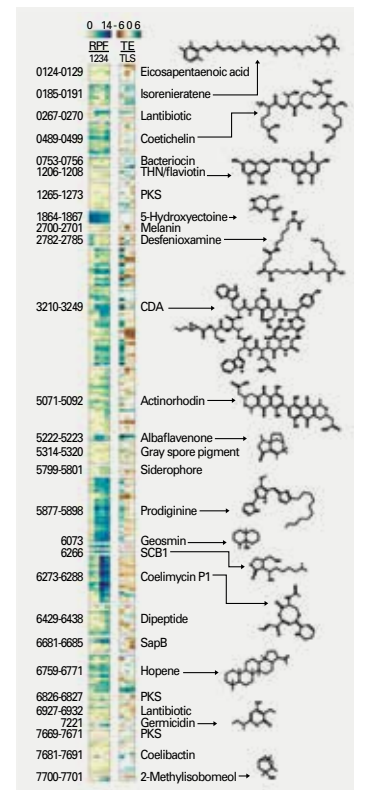 0 14 -6 0 6
RPF TE
1234 TLS
0124-0129 Eicosapentaenoic acid
0185-0191 Isorenieratene
0267-0270 Lantibiotic
0489-0499 Coetichelin
0753-0756 Bacteriocin
1206-1208 THN/flaviotin
1265-1273 PKS
1864-1867 5-Hydroxyectoine
2700-2701 Melanin
2782-2785 Desfenioxamine
3210-3249 CDA
5071-5092 Actinorhodin
5222-5223 Albaflavenone
5314-5320 Gray spore pigment
5799-5801 Siderophore
5877-5898 Prodiginine
6073 Geosmin
6266 SCB1
6273-6288 Coelimycin P1
6429-6438 Dipeptide
6681-6685 SapB
6759-6771 Hopene
6826-6827 PKS
6927-6932 Lantibiotic
7221 Germicidin
7669-7671 PKS
7681-7691 Coelibactin
7700-7701 2-Methylisobomeol